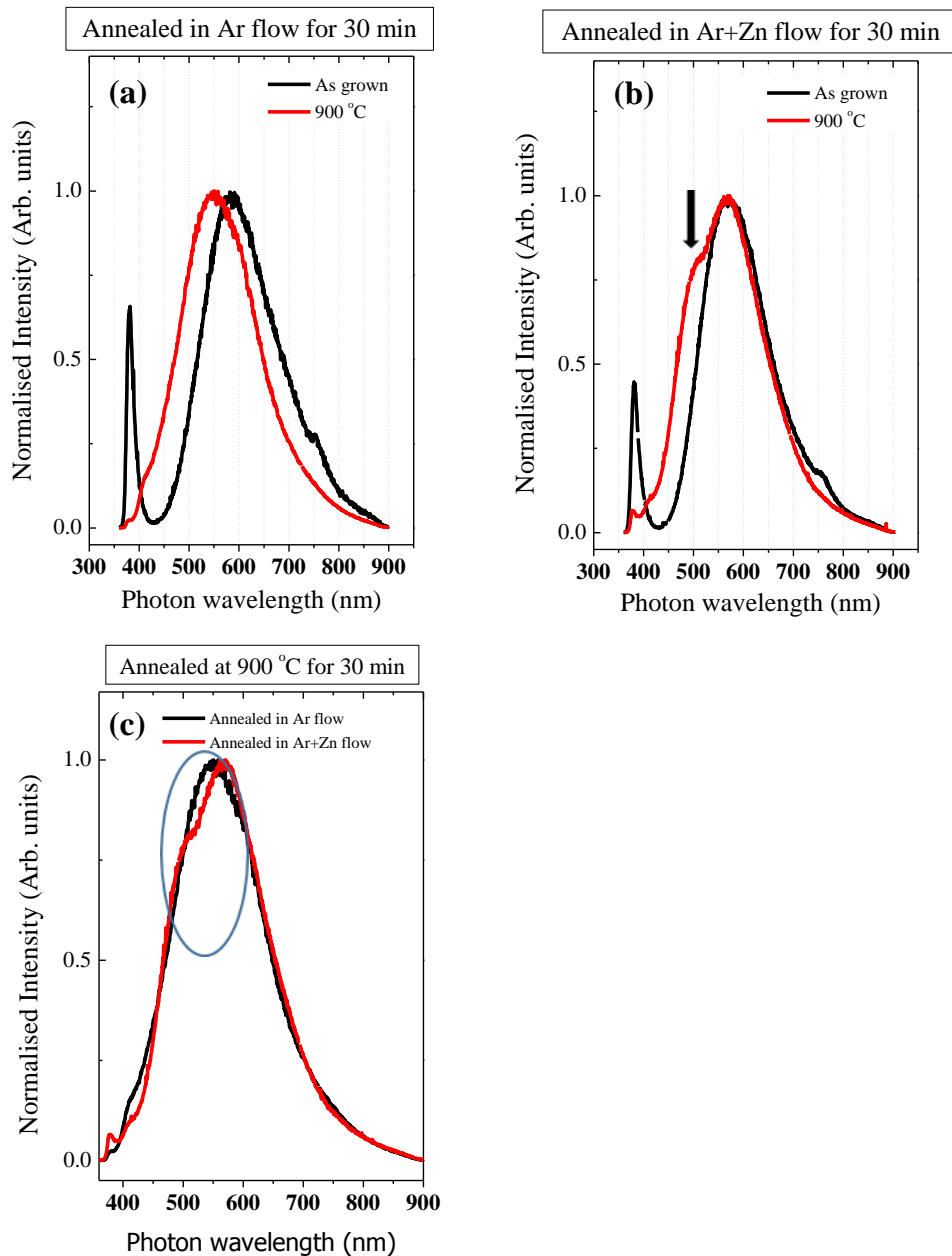 Annealed in Ar flow for 30 min
(a)
As grown
900 °C
1.0
0.5
0.0
Normalised Intensity (Arb. units)
300 400 500 600 700 800 900
Photon wavelength (nm)
Annealed in Ar+Zn flow for 30 min
(b)
As grown
900 °C
1.0
0.5
0.0
Normalised Intensity (Arb. units)
300 400 500 600 700 800 900
Photon wavelength (nm)
Annealed at 900 °C for 30 min
(c)
Annealed in Ar flow
Annealed in Ar+Zn flow
1.0
0.5
0.0
Normalised Intensity (Arb. units)
400 500 600 700 800 900
Photon wavelength (nm)